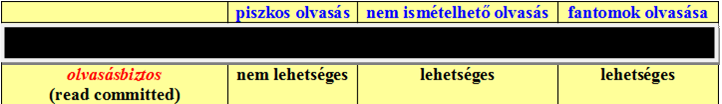 piszkos olvasás nem ismételhető olvasás fantomok olvasása
olvasásbiztos nem lehetséges lehetséges lehetséges
(read committed)